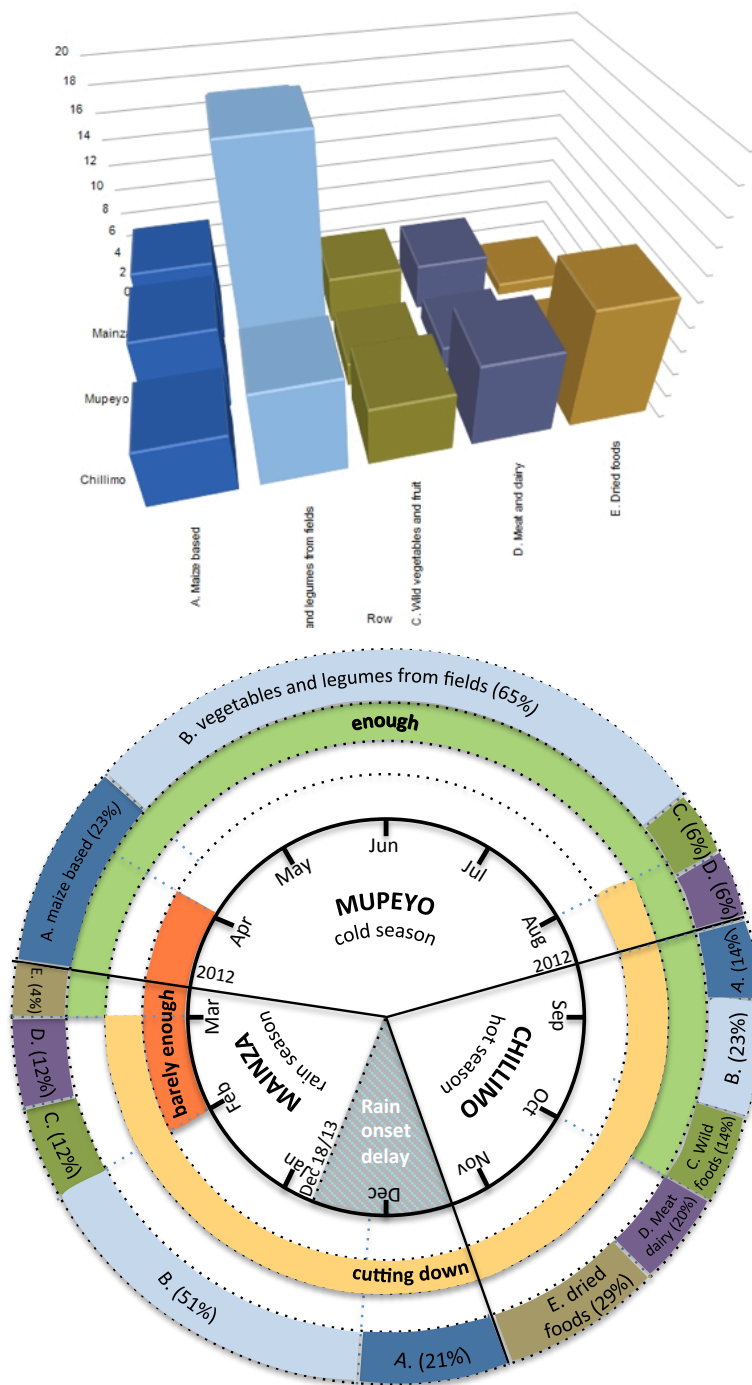 20
18
16
14
12
10
8
6
4
2
0
Mainz
Mupeyo
Chillimo
A. Maize based
and legumes from fields
Row
C. Wild vegetables and fruit
D. Meat and dairy
E. Dried foods
B. vegetables and legumes from fields (65%)
enough
A. maize based (23%)
C. (6%)
D. (6%)
Jun
May
Jul
Apr
Aug
MUPEYO
cold season
2012
2012
A. (14%)
E. (4%)
Mar
Sep
B. (23%)
D. (12%)
barely enough
MAINZA
rain season
CHILLIMO
hot season
Feb
Oct
C. (12%)
C. Wild
foods (14%)
Rain
onset
delay
Jan
Dec 18/13
Dec
Nov
D. Meat
dairy (20%)
cutting down
B. (51%)
E. dried
foods (29%)
A. (21%)